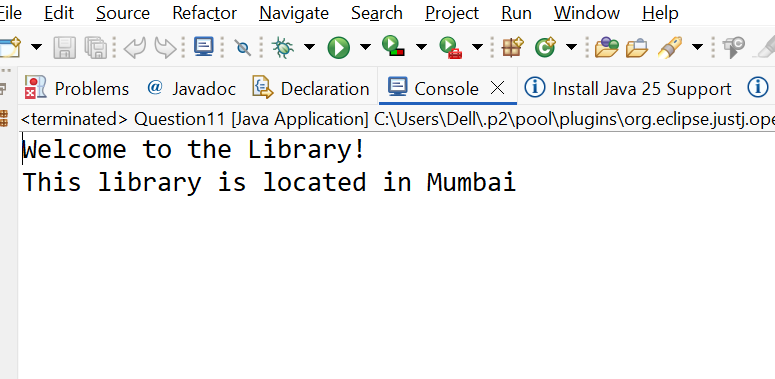 File Edit Source Refactor Navigate Search Project Run Window Help
Problems @ Javadoc Declaration Console Install Java 25 Support
<terminated> Question11 [Java Application] C:\Users\Dell\.p2\pool\plugins\org.eclipse.justj.ope
Welcome to the Library!
This library is located in Mumbai